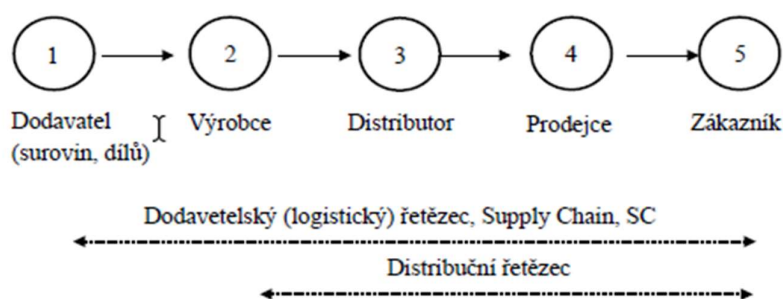 1 2 3 4 5
Dodavatel Výrobce Distributor Prodejce Zákazník
(surovin, dílů)
Dodavetelský (logistický) řetězec, Supply Chain, SC
Distribuční řetězec